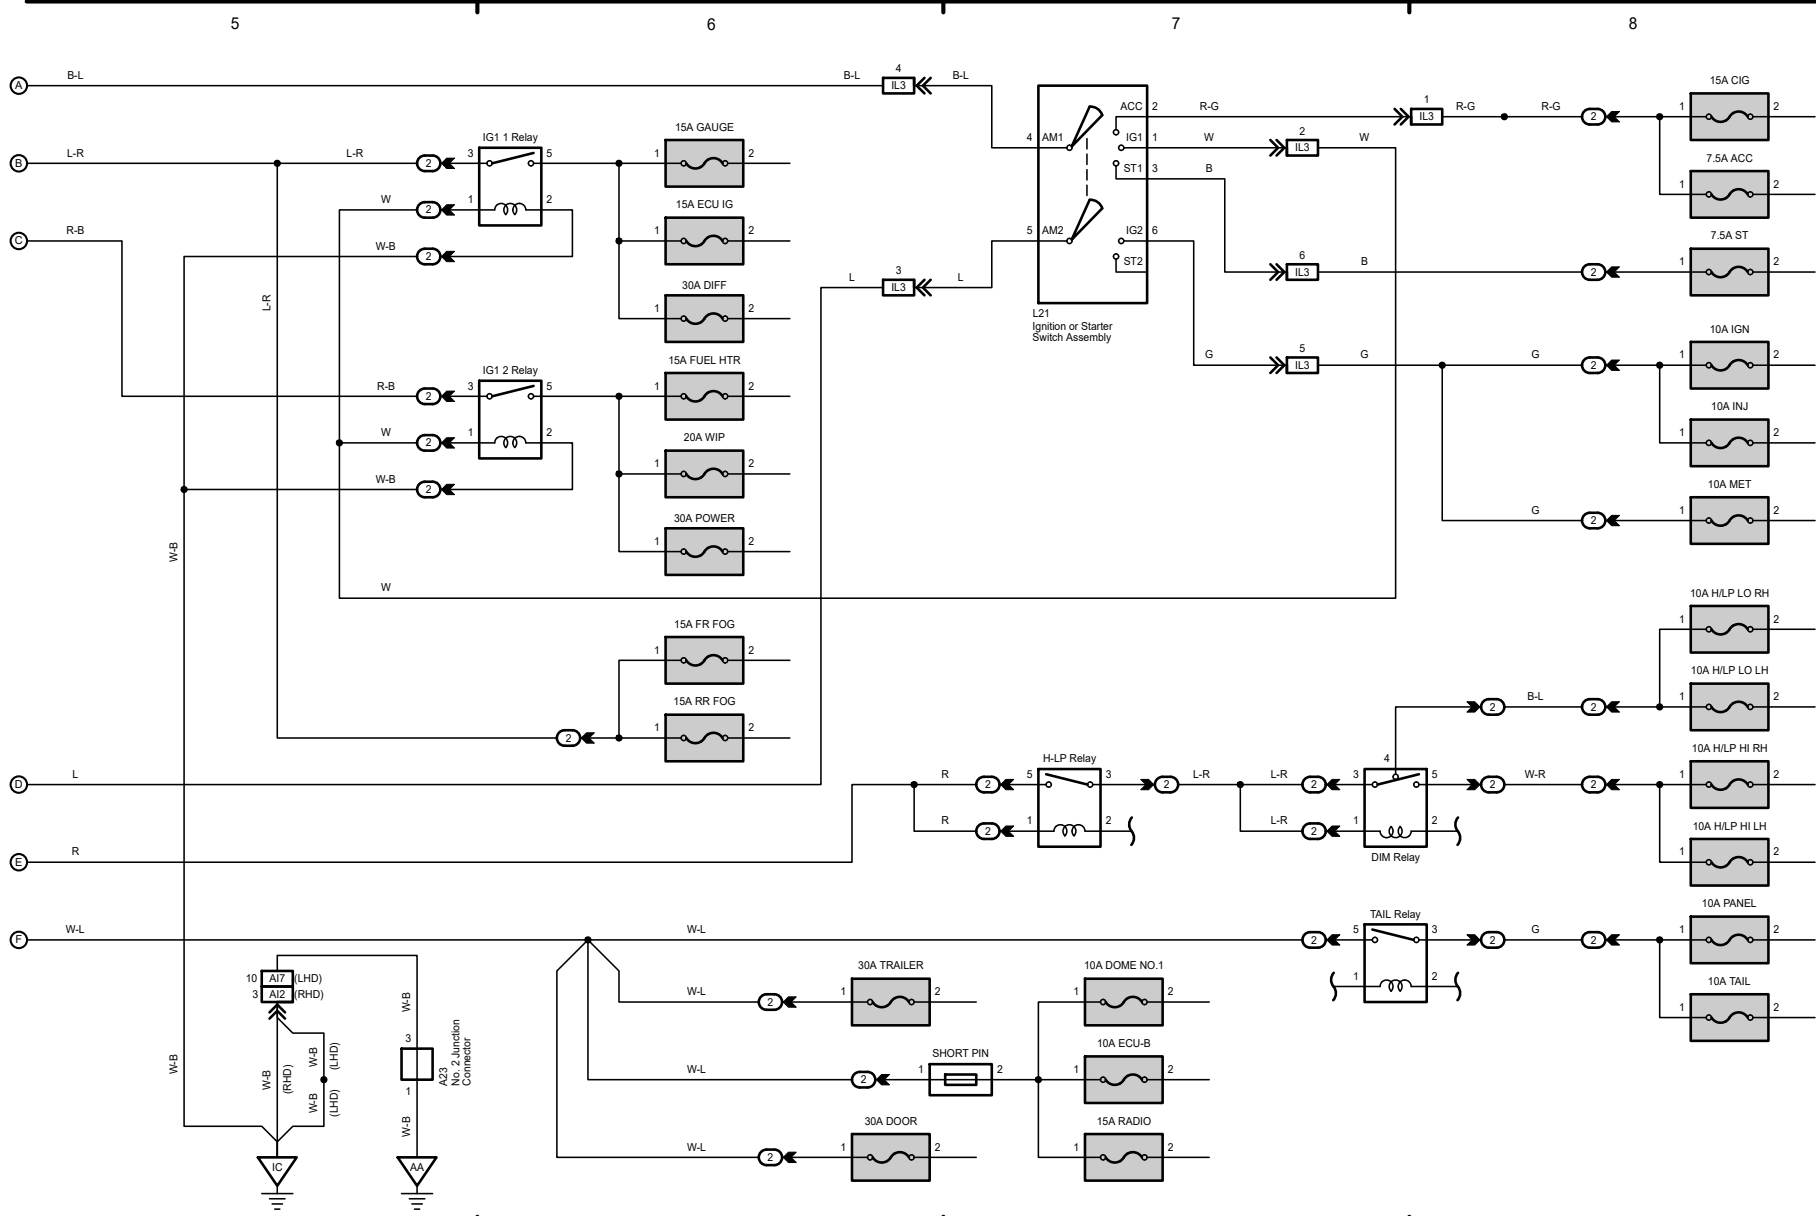 5 6 7 8
A B-L B-L 4 IL3 B-L
15A CIG
1 2
ACC 2 R-G 1 IL3 R-G R-G 2
4 AM1 IG1 1 W 2 IL3 W
ST1 3 B
7.5A ACC
1 2
IG1 1 Relay
15A GAUGE
B L-R L-R 2 3 5 1 2
W 2 1 2
15A ECU IG
1 2
C R-B
W-B 2
5 AM2 IG2 6
ST2
7.5A ST
6 IL3 B 2 1 2
L 3 IL3 L
L-R
30A DIFF
1 2
L21
Ignition or Starter
Switch Assembly
10A IGN
G 5 IL3 G G 2 1 2
IG1 2 Relay
15A FUEL HTR
R-B 2 3 5 1 2
W 2 1 2
10A INJ
1 2
20A WIP
1 2
W-B 2
10A MET
G 2 1 2
30A POWER
1 2
W-B
W
10A H/LP LO RH
1 2
15A FR FOG
1 2
10A H/LP LO LH
2 B-L 2 1 2
15A RR FOG
2 1 2
D L
H-LP Relay
R 2 5 3 2 L-R L-R 2 3 4 5 2 W-R 2
10A H/LP HI RH
1 2
R 2 1 2 L-R 2 1 2
DIM Relay
10A H/LP HI LH
1 2
E R
F W-L W-L
TAIL Relay
2 5 3 2 G 2
1 2
10A PANEL
1 2
10A TAIL
1 2
10 AI7 (LHD)
3 AI2 (RHD)
W-B
30A TRAILER
W-L 2 1 2
10A DOME NO.1
1 2
3
A23
No. 2 Junction
Connector
1
W-B
W-B
(RHD)
W-B
(LHD)
W-B
(LHD)
W-B
SHORT PIN
W-L 2 1 2
10A ECU-B
1 2
30A DOOR
W-L 2 1 2
15A RADIO
1 2
IC AA